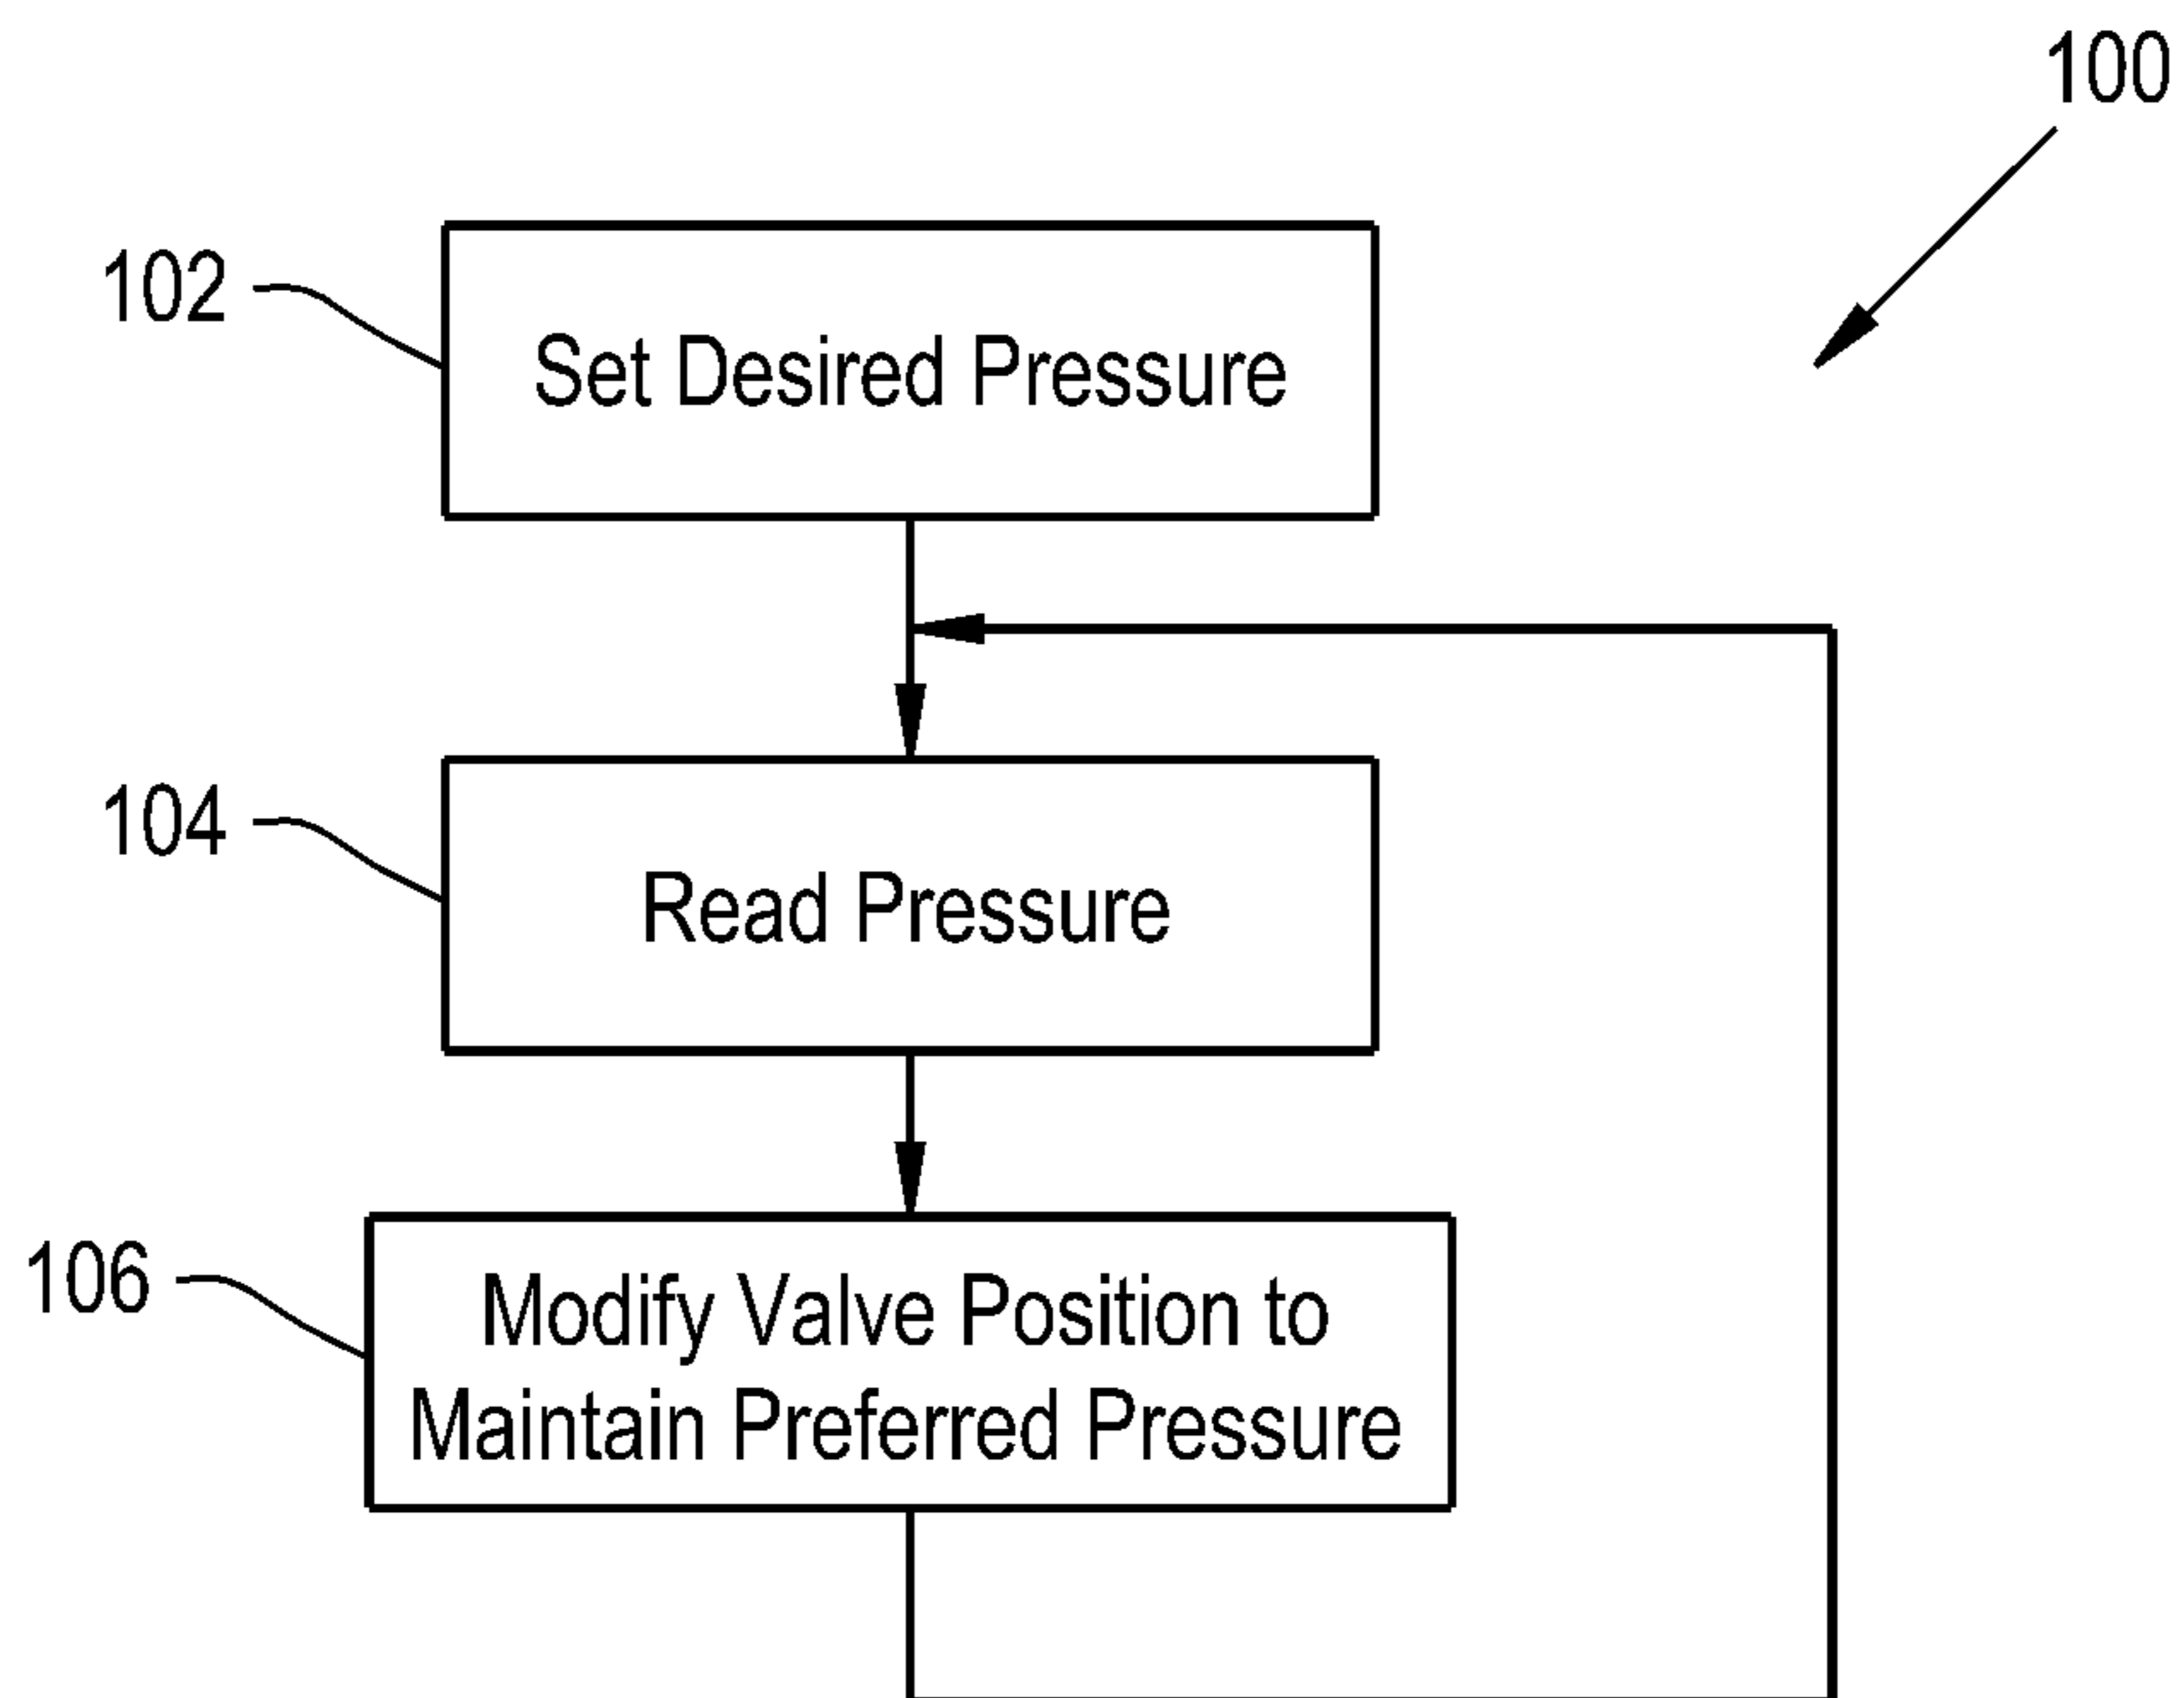 100
102
Set Desired Pressure
104
Read Pressure
106
Modify Valve Position to
Maintain Preferred Pressure